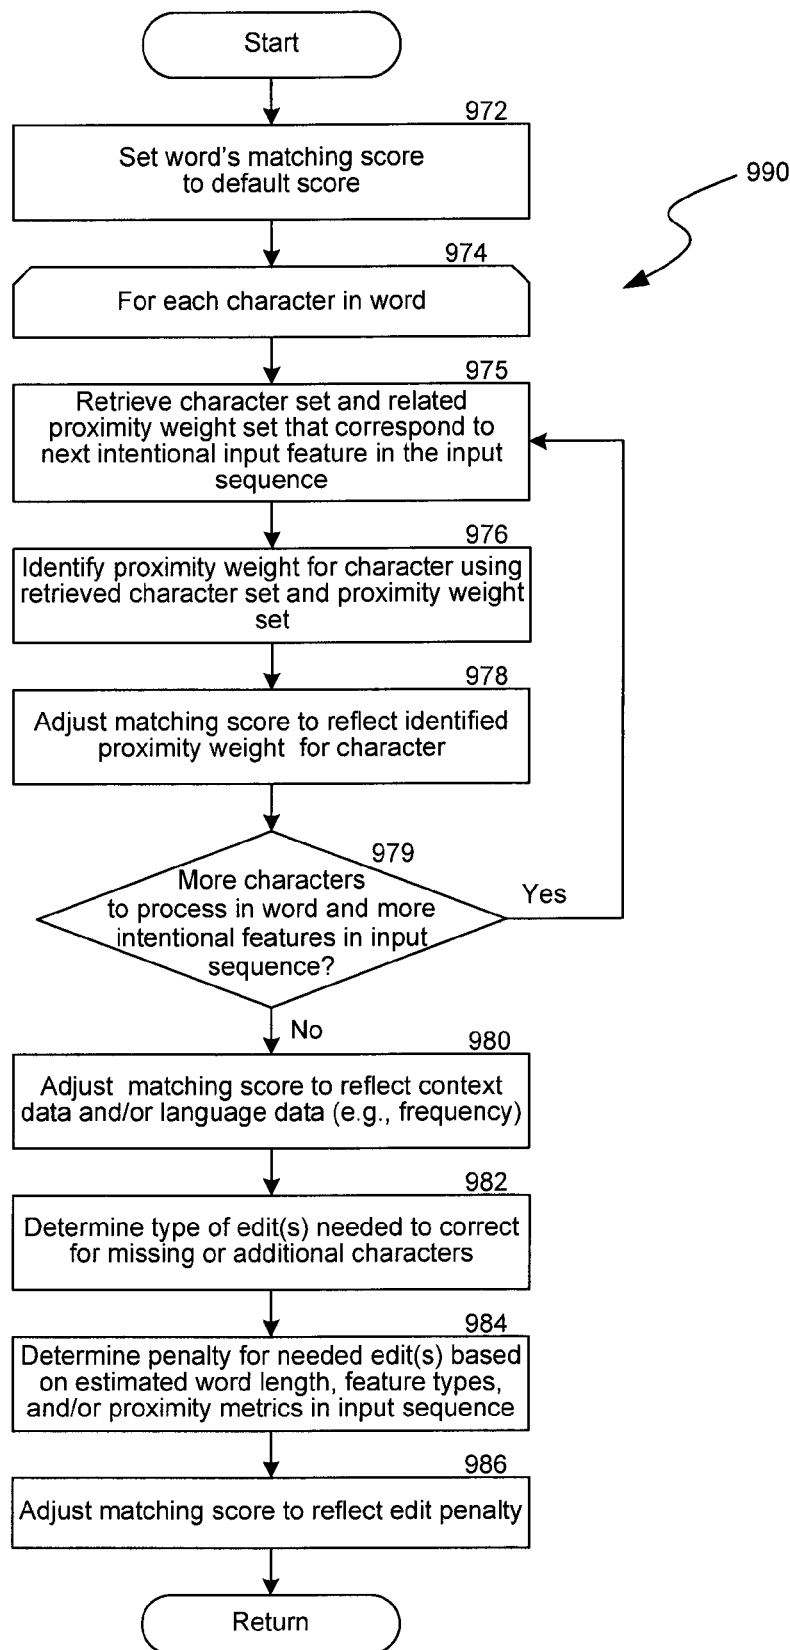 Start
972
Set word's matching score
to default score
990
974
For each character in word
975
Retrieve character set and related
proximity weight set that correspond to
next intentional input feature in the input
sequence
976
Identify proximity weight for character using
retrieved character set and proximity weight
set
978
Adjust matching score to reflect identified
proximity weight for character
979
More characters
to process in word and more
intentional features in input
sequence?
Yes
No
980
Adjust matching score to reflect context
data and/or language data (e.g., frequency)
982
Determine type of edit(s) needed to correct
for missing or additional characters
984
Determine penalty for needed edit(s) based
on estimated word length, feature types,
and/or proximity metrics in input sequence
986
Adjust matching score to reflect edit penalty
Return